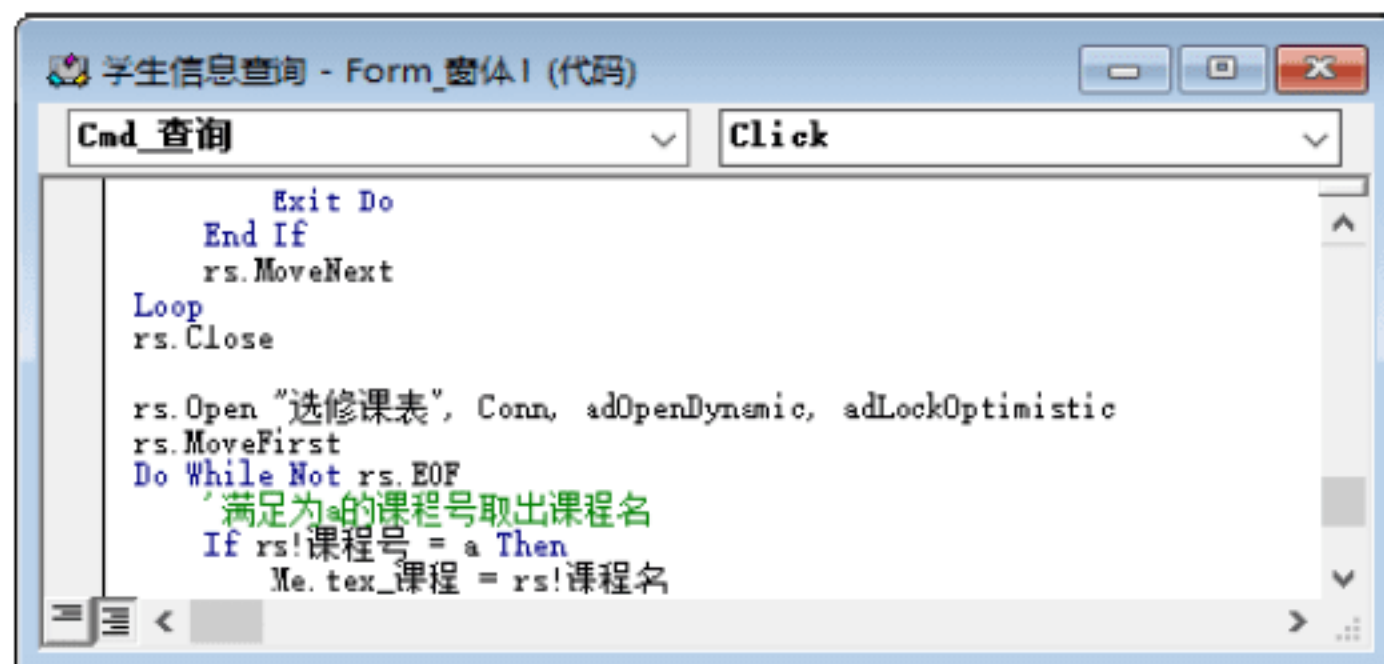 学生信息查询 - Form_窗体1 (代码)
Cmd_查询
Click
Exit Do
End If
rs.MoveNext
Loop
rs.Close
rs.Open "选修课表", Conn, adOpenDynamic, adLockOptimistic
rs.MoveFirst
Do While Not rs.EOF
'满足为a的课程号取出课程名
If rs!课程号 = a Then
Me.tex_课程 = rs!课程名